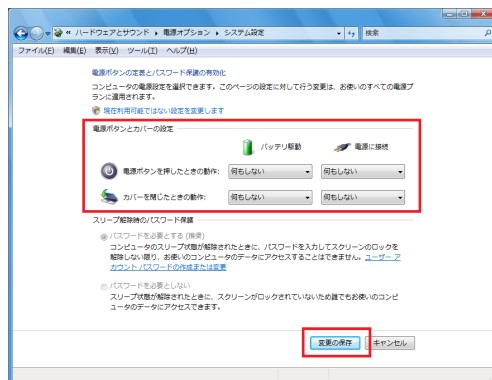 « ハードウェアとサウンド ▸ 電源オプション ▸ システム設定 検索
ファイル(F) 編集(E) 表示(V) ツール(T) ヘルプ(H)
電源ボタンの定義とパスワード保護の有効化
コンピュータの電源設定を選択できます。このページの設定に対して行う変更は、お使いのすべての電源プ
ランに適用されます。
現在利用可能ではない設定を変更します
電源ボタンとカバーの設定
バッテリ駆動 電源に接続
電源ボタンを押したときの動作: 何もしない 何もしない
カバーを閉じたときの動作: 何もしない 何もしない
スリープ解除時のパスワード保護
パスワードを必要とする (推奨)
コンピュータのスリープ状態が解除されたときに、パスワードを入力してスクリーンのロックを
解除しない限り、お使いのコンピュータのデータにアクセスすることはできません。ユーザー ア
カウント パスワードの作成または変更
パスワードを必要としない
スリープ状態が解除されたときに、スクリーンがロックされていないため誰でもお使いのコンピ
ュータのデータにアクセスできます。
変更の保存 キャンセル